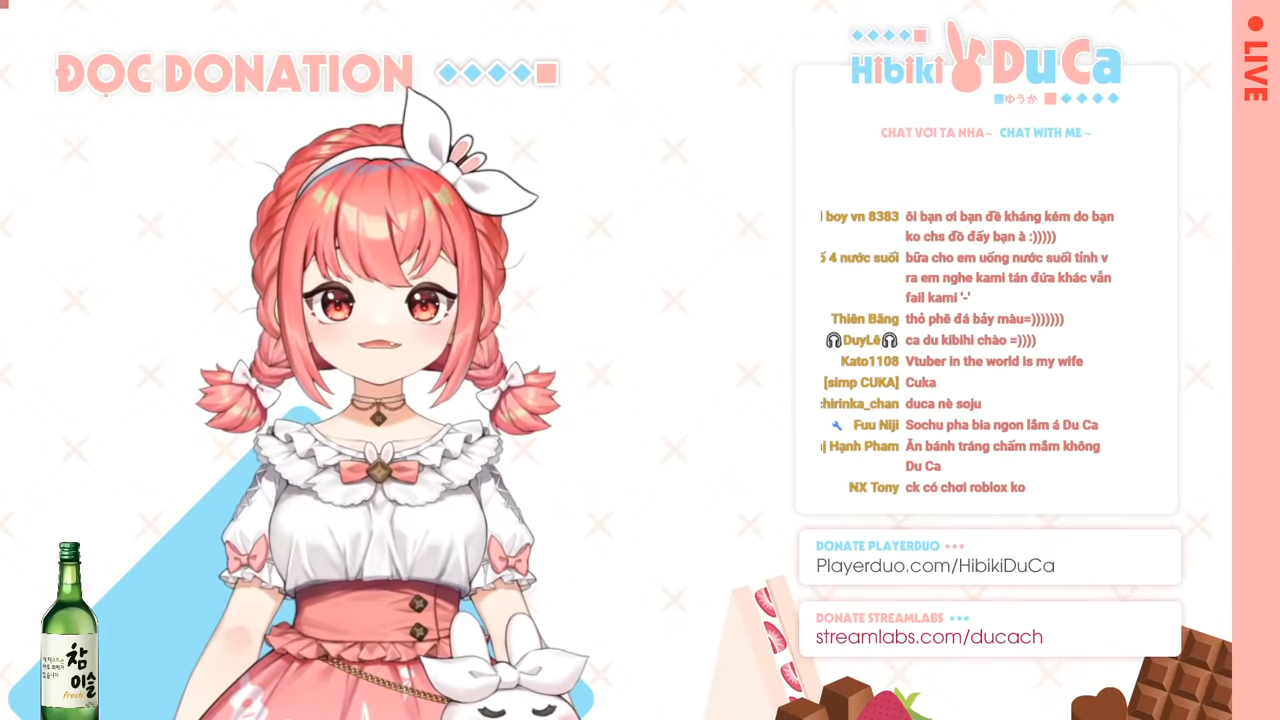 ĐỌC DONATION
Hibiki DuCa
ゆうか
LIVE
CHAT VỚI TA NHA~ CHAT WITH ME ~
boy vn 8383 ôi bạn ơi bạn đề kháng kém do bạn
ko chs đồ đấy bạn à :)))))
4 nước suối bữa cho em uống nước suối tỉnh v
ra em nghe kami tán đứa khác vẫn
fail kami '-'
Thiên Băng thỏ phê đá bảy màu=)))))))
🎧DuyLê🎧 ca du kibihi chào =))))
Kato1108 Vtuber in the world is my wife
[simp CUKA] Cuka
hirinka_chan duca nè soju
Fuu Niji Sochu pha bia ngon lắm á Du Ca
Hạnh Pham Ăn bánh tráng chấm mắm không
Du Ca
NX Tony ck có chơi roblox ko
DONATE PLAYERDUO
Playerduo.com/HibikiDuCa
DONATE STREAMLABS
streamlabs.com/ducach
참
이슬
fresh